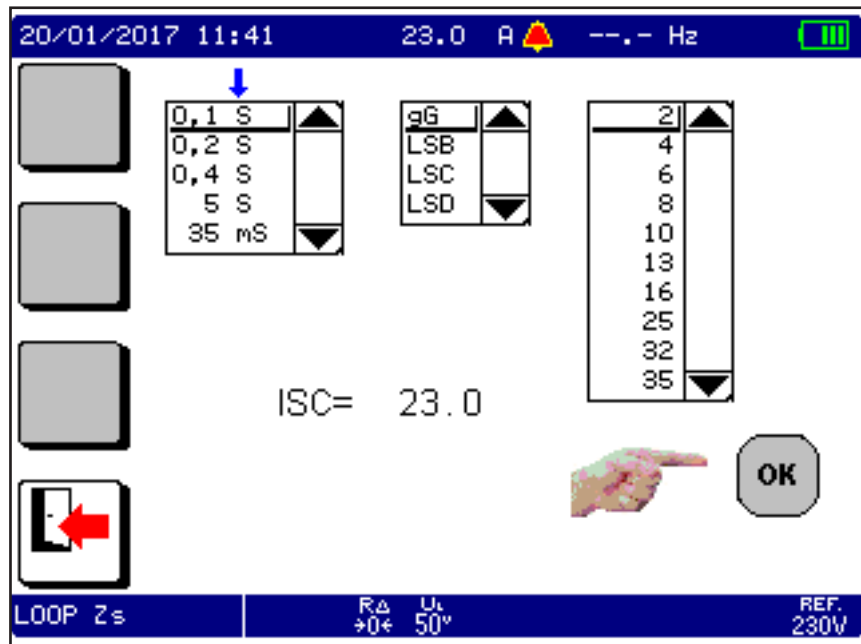 20/01/2017 11:41 23.0 A --.- Hz
0,1 S
0,2 S
0,4 S
5 S
35 mS
gG
LSB
LSC
LSD
2
4
6
8
10
13
16
25
32
35
ISC= 23.0
OK
LOOP Zs
R∆
→0←
UL
50V
REF.
230V